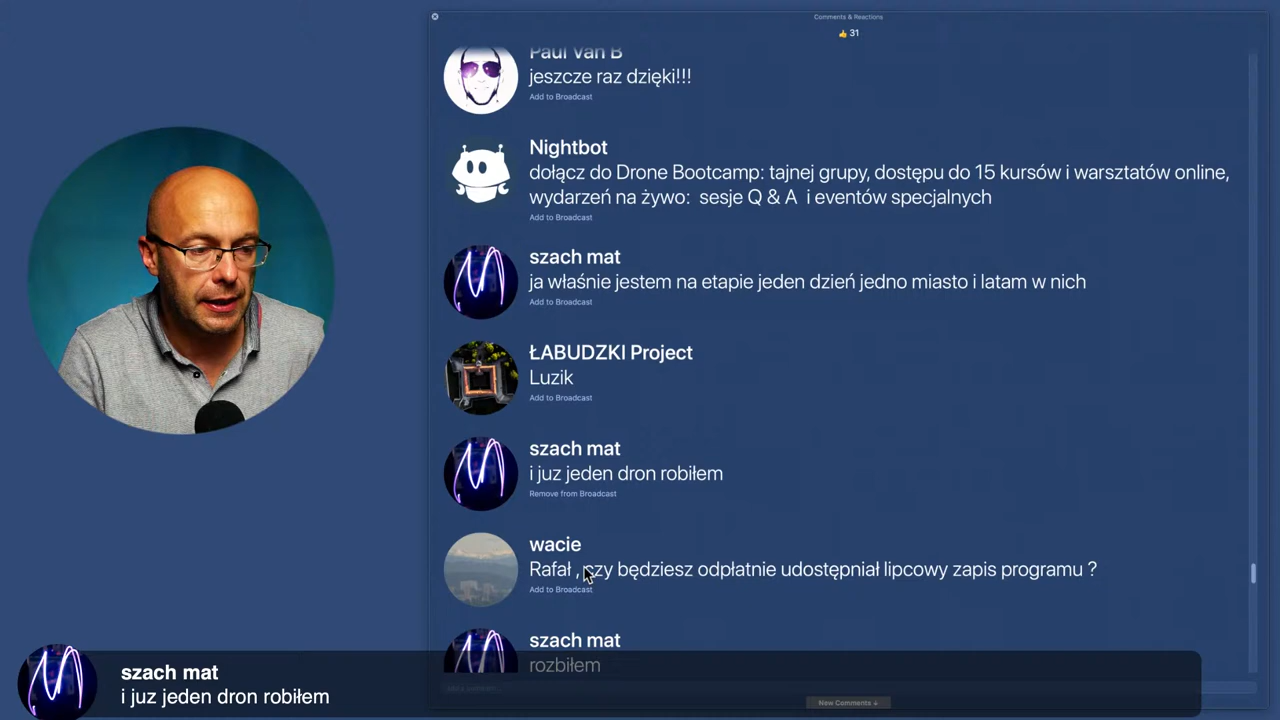 Comments & Reactions
👍 31
Paul Van B
jeszcze raz dzięki!!!
Add to Broadcast
Nightbot
dołącz do Drone Bootcamp: tajnej grupy, dostępu do 15 kursów i warsztatów online,
wydarzeń na żywo: sesje Q & A i eventów specjalnych
Add to Broadcast
szach mat
ja właśnie jestem na etapie jeden dzień jedno miasto i latam w nich
Add to Broadcast
ŁABUDZKI Project
Luzik
Add to Broadcast
szach mat
i juz jeden dron robiłem
Remove from Broadcast
wacie
Rafał , czy będziesz odpłatnie udostępniał lipcowy zapis programu ?
Add to Broadcast
szach mat
rozbiłem
szach mat
i juz jeden dron robiłem
New Comments ↓